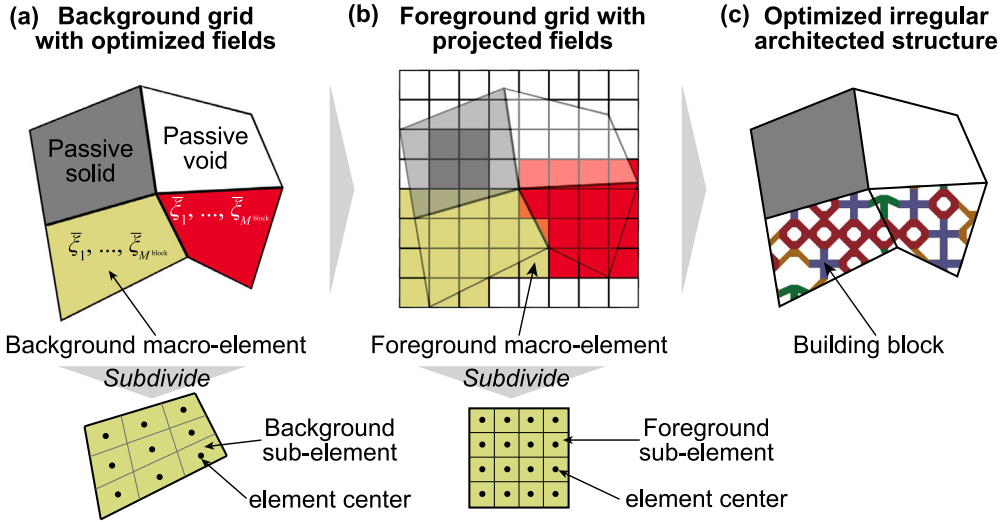 (a) Background grid
with optimized fields
(b) Foreground grid with
projected fields
(c) Optimized irregular
architected structure
Passive
solid
Passive
void
ξ̄₁, ..., ξ̄_{M^{block}}
ξ̄₁, ..., ξ̄_{M^{block}}
Background macro-element
Foreground macro-element
Building block
Subdivide
Subdivide
Background
sub-element
element center
Foreground
sub-element
element center